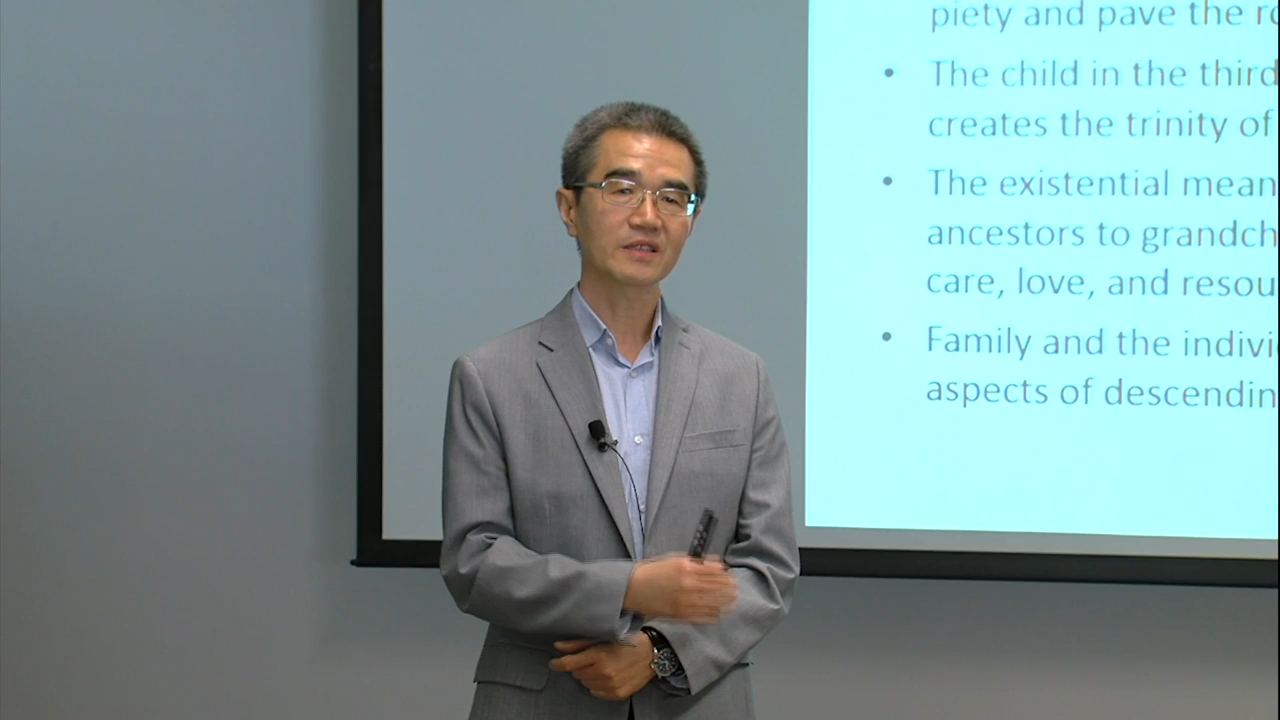 piety and pave the
• The child in the third
creates the trinity of
• The existential mean
ancestors to grandch
care, love, and resou
• Family and the indivi
aspects of descendin